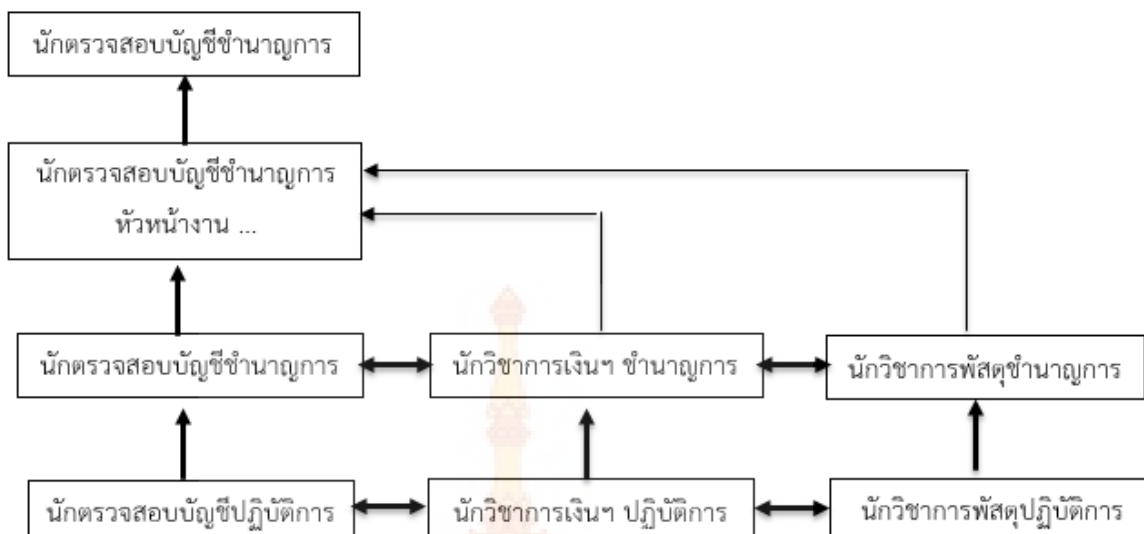 นักตรวจสอบบัญชีชำนาญการ
นักตรวจสอบบัญชีชำนาญการ
หัวหน้างาน ...
นักตรวจสอบบัญชีชำนาญการ
นักวิชาการเงินฯ ชำนาญการ
นักวิชาการพัสดุชำนาญการ
นักตรวจสอบบัญชีปฏิบัติการ
นักวิชาการเงินฯ ปฏิบัติการ
นักวิชาการพัสดุปฏิบัติการ